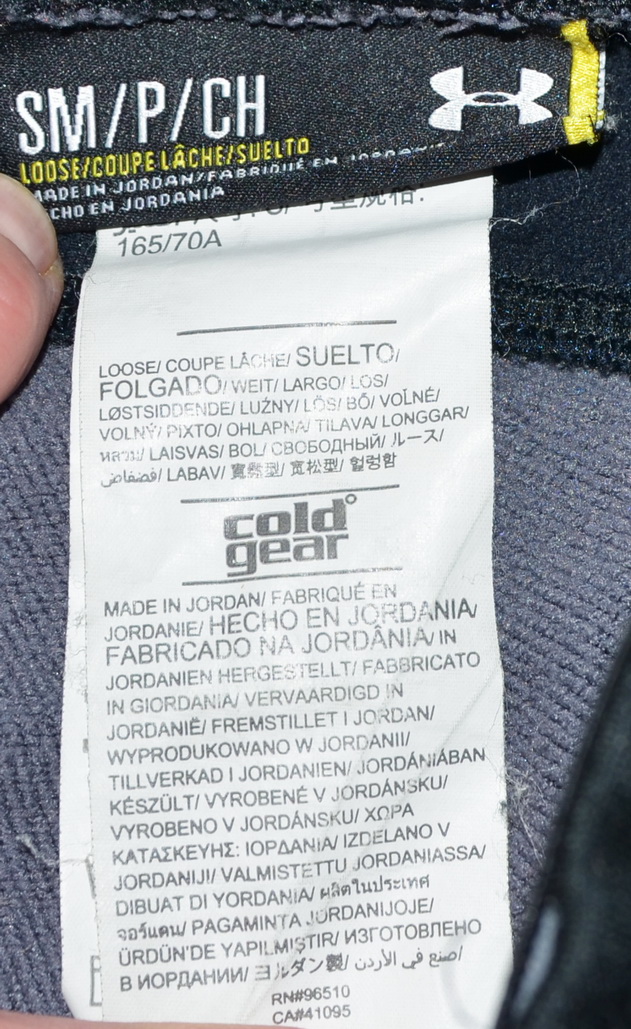 SM/P/CH
LOOSE/COUPE LÂCHE/SUELTO
MADE IN JORDAN/FABRIQUÉ EN
CHO EN JORDANIA
165/70A
LOOSE/ COUPE LÂCHE/ SUELTO/
FOLGADO/ WEIT/ LARGO/ LOS/
LØSTSIDDENDE/ LUŹNY/ LÖS/ BŐ/ VOĽNÉ/
VOLNÝ/ PIXTO/ OHLAPNA/ TILAVA/ LONGGAR/
หลวม/ LAISVAS/ BOL/ СВОБОДНЫЙ/ ルース/
فضفاض/ LABAV/ 寬鬆型/ 宽松型/ 헐렁함
cold
gear
MADE IN JORDAN/ FABRIQUÉ EN
JORDANIE/ HECHO EN JORDANIA/
FABRICADO NA JORDÂNIA/ IN
JORDANIEN HERGESTELLT/ FABBRICATO
IN GIORDANIA/ VERVAARDIGD IN
JORDANIË/ FREMSTILLET I JORDAN/
WYPRODUKOWANO W JORDANII/
TILLVERKAD I JORDANIEN/ JORDÁNIÁBAN
KÉSZÜLT/ VYROBENÉ V JORDÁNSKU/
VYROBENO V JORDÁNSKU/ ΧΩΡΑ
ΚΑΤΑΣΚΕΥΗΣ: ΙΟΡΔΑΝΙΑ/ IZDELANO V
JORDANIJI/ VALMISTETTU JORDANIASSA/
DIBUAT DI YORDANIA/ ผลิตในประเทศ
จอร์แดน/ PAGAMINTA JORDANIJOJE/
ÜRDÜN'DE YAPILMIŞTIR/ ИЗГОТОВЛЕНО
В ИОРДАНИИ/ ヨルダン製/ صنع في الأردن/
RN#96510
CA#41095